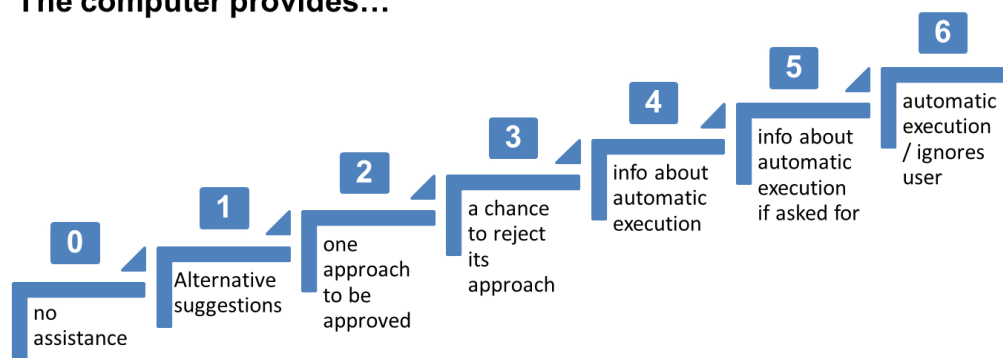 The computer provides…
0
no
assistance
1
Alternative
suggestions
2
one
approach
to be
approved
3
a chance
to reject
its
approach
4
info about
automatic
execution
5
info about
automatic
execution
if asked for
6
automatic
execution
/ ignores
user